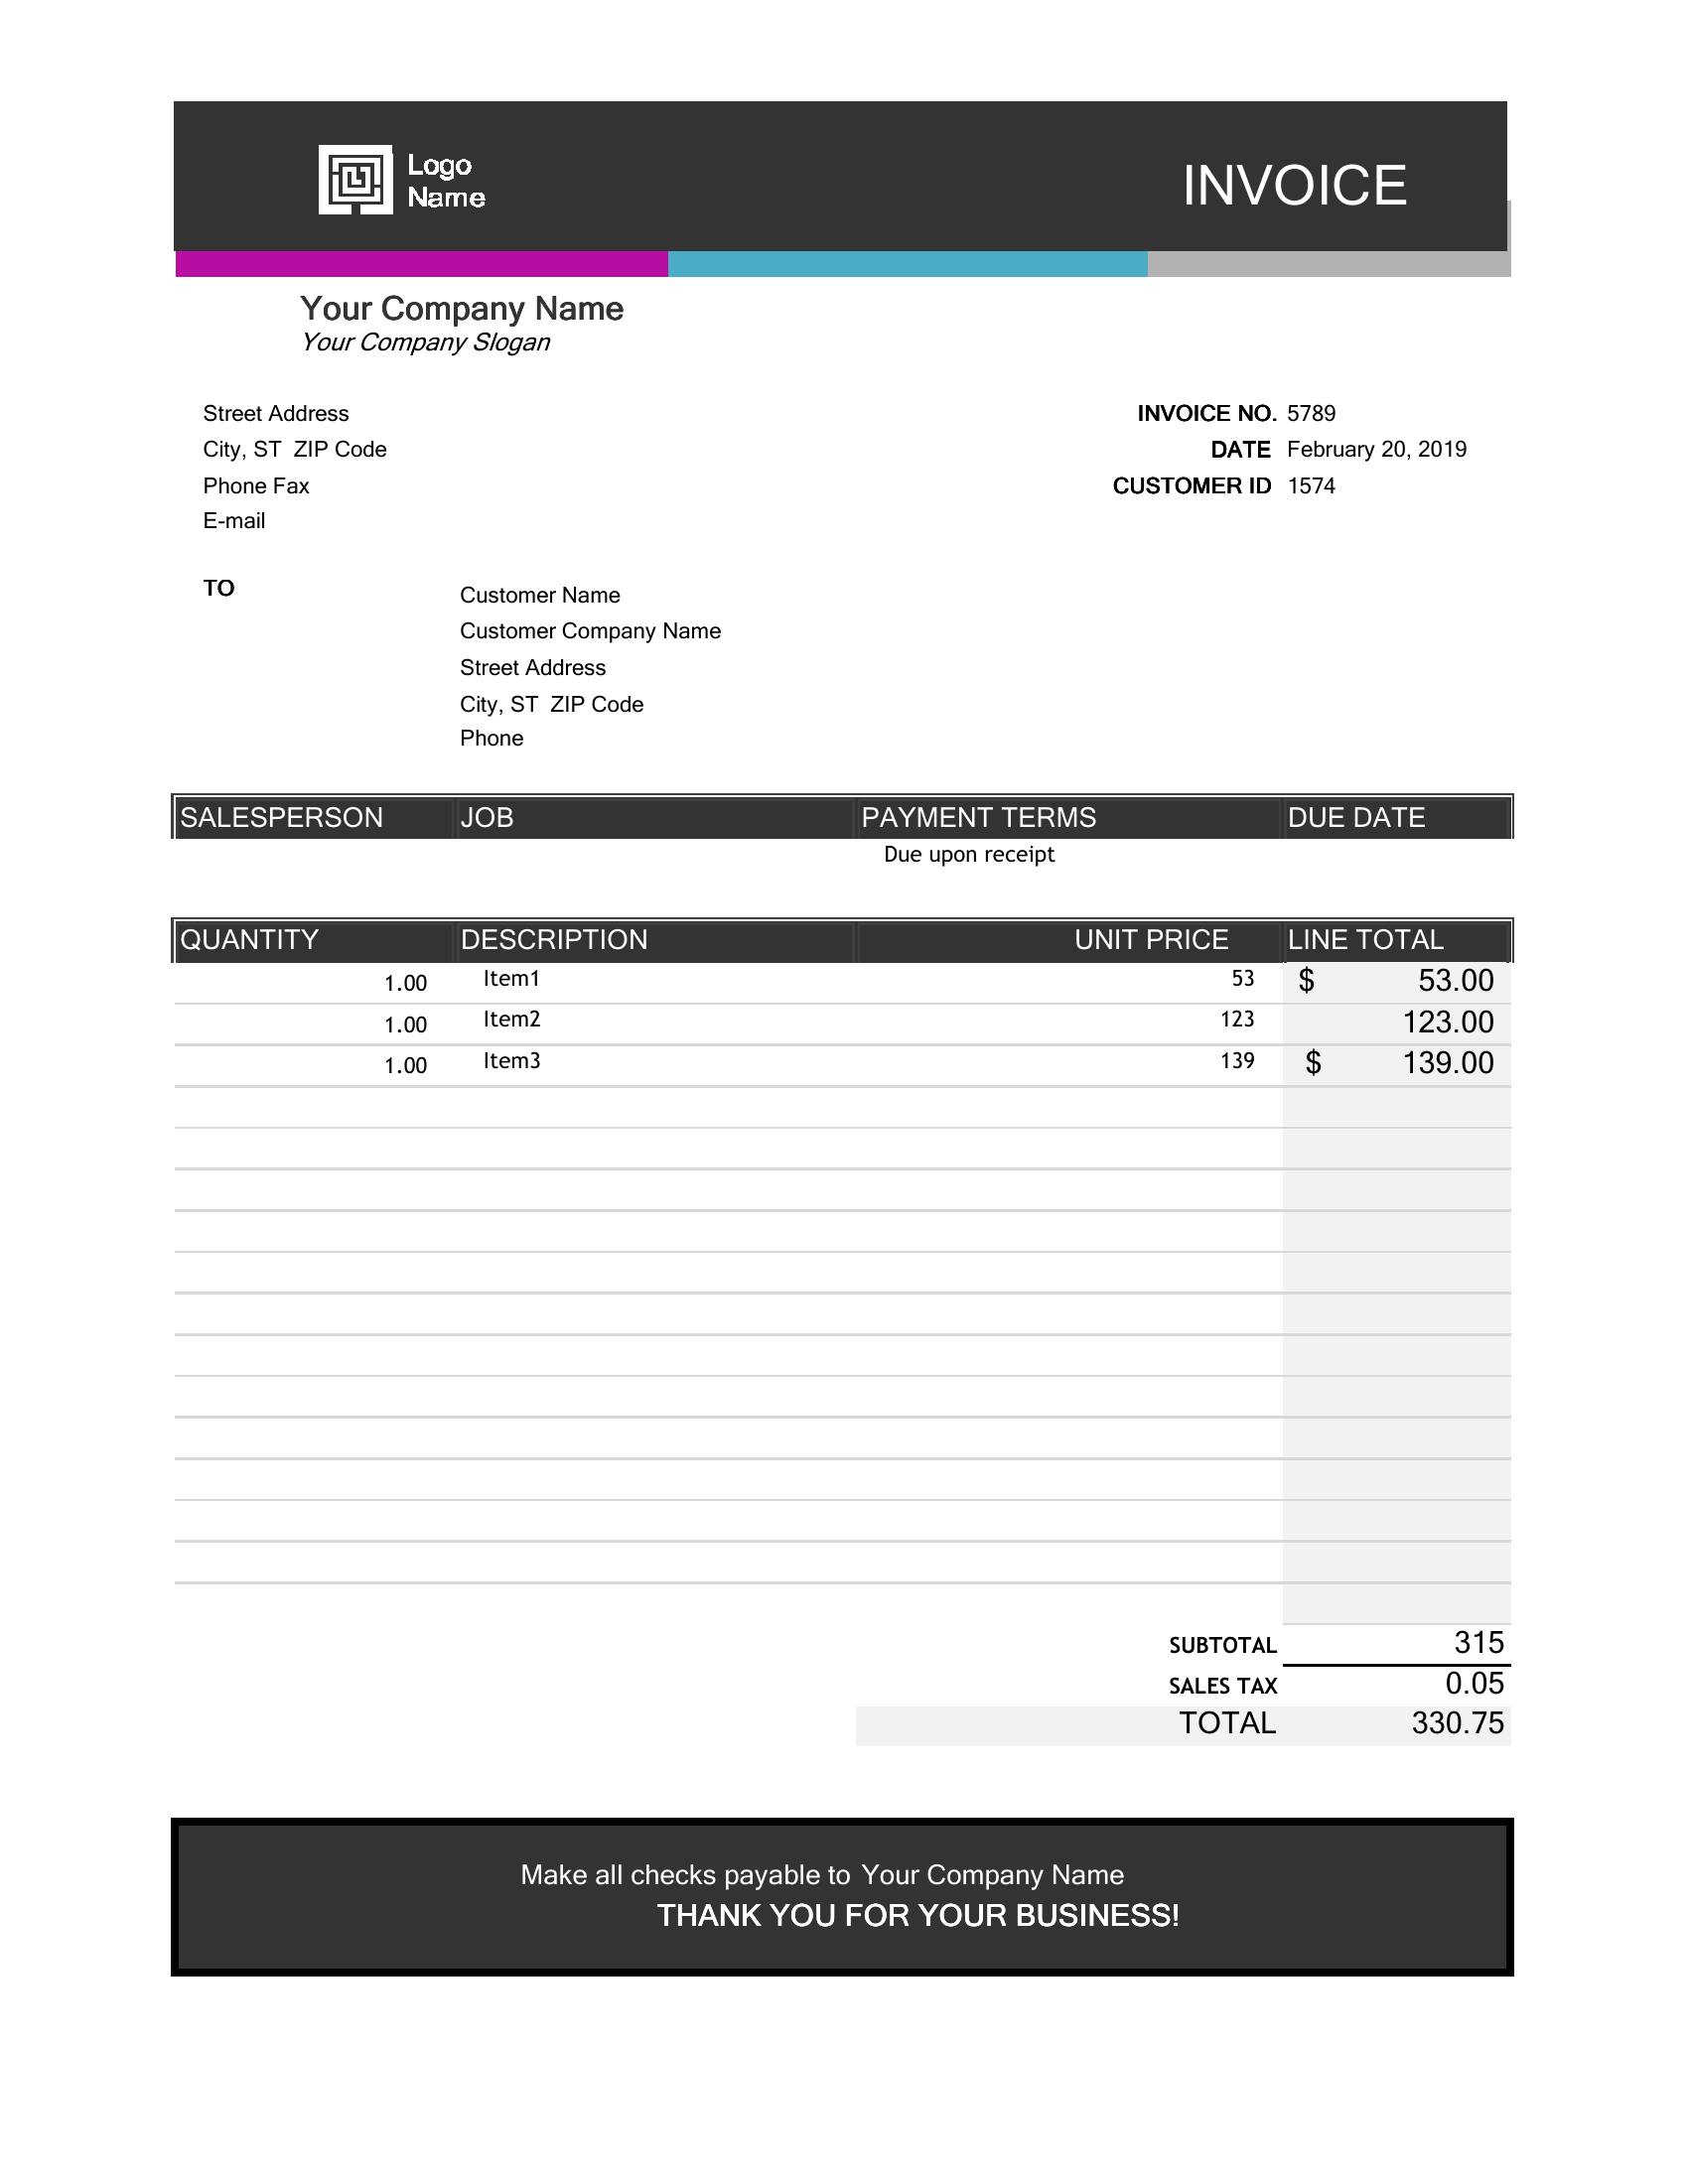 Logo
Name
INVOICE
Your Company Name
Your Company Slogan
Street Address
INVOICE NO. 5789
City, ST  ZIP Code
DATE February 20, 2019
Phone Fax
CUSTOMER ID 1574
E-mail
TO
Customer Name
Customer Company Name
Street Address
City, ST  ZIP Code
Phone
SALESPERSON JOB PAYMENT TERMS DUE DATE
Due upon receipt
QUANTITY DESCRIPTION UNIT PRICE LINE TOTAL
1.00 Item1 53 $ 53.00
1.00 Item2 123 123.00
1.00 Item3 139 $ 139.00
SUBTOTAL 315
SALES TAX 0.05
TOTAL 330.75
Make all checks payable to Your Company Name
THANK YOU FOR YOUR BUSINESS!